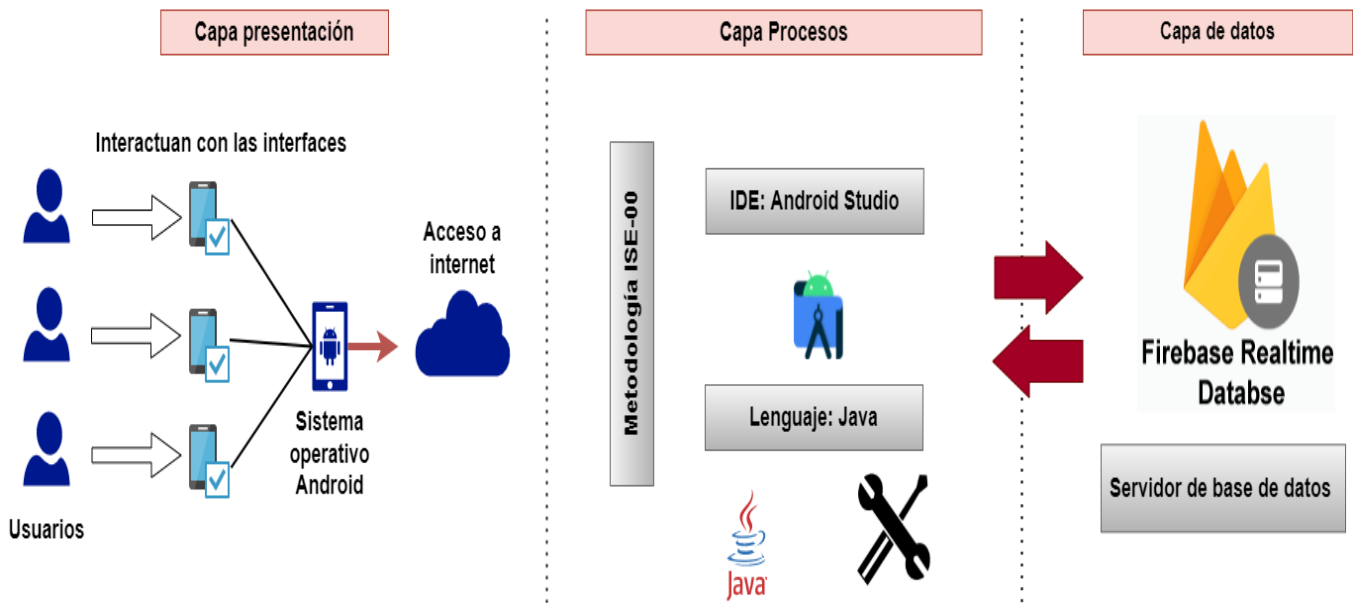 Capa presentación
Capa Procesos
Capa de datos
Interactuan con las interfaces
Acceso a
internet
Sistema
operativo
Android
Usuarios
Metodología ISE-00
IDE: Android Studio
Lenguaje: Java
Java
Firebase Realtime
Databse
Servidor de base de datos